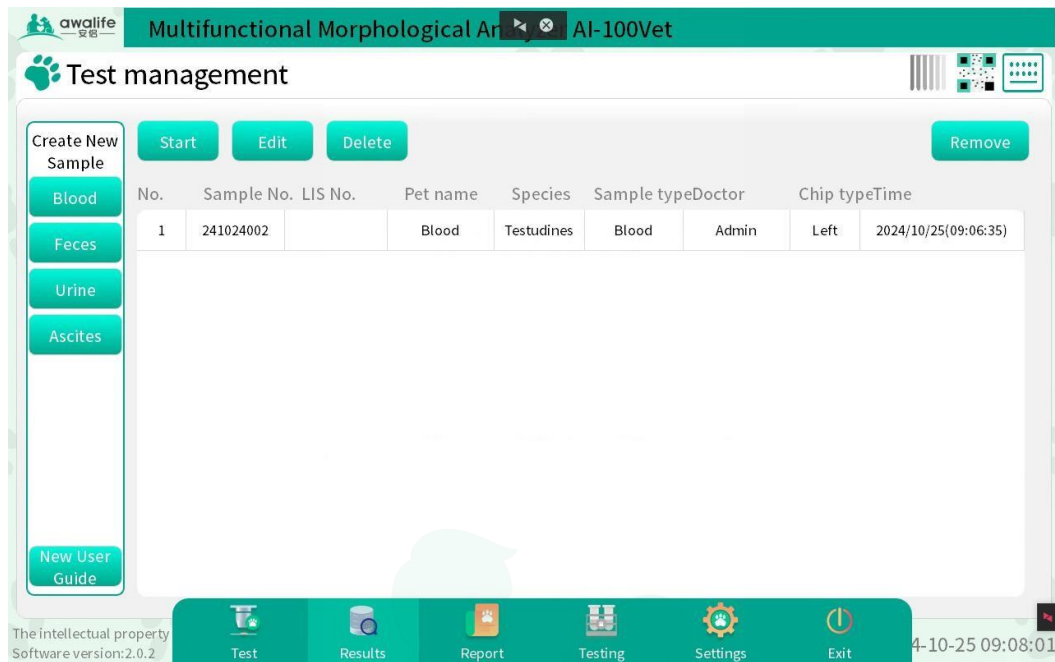 awalife
安侣
Multifunctional Morphological AI-100Vet
Test management
Create New
Sample
Start Edit Delete Remove
Blood
Feces
Urine
Ascites
New User
Guide
No. Sample No. LIS No. Pet name Species Sample type Doctor Chip type Time
1 241024002 Blood Testudines Blood Admin Left 2024/10/25(09:06:35)
The intellectual property
Software version:2.0.2
Test Results Report Testing Settings Exit
4-10-25 09:08:01